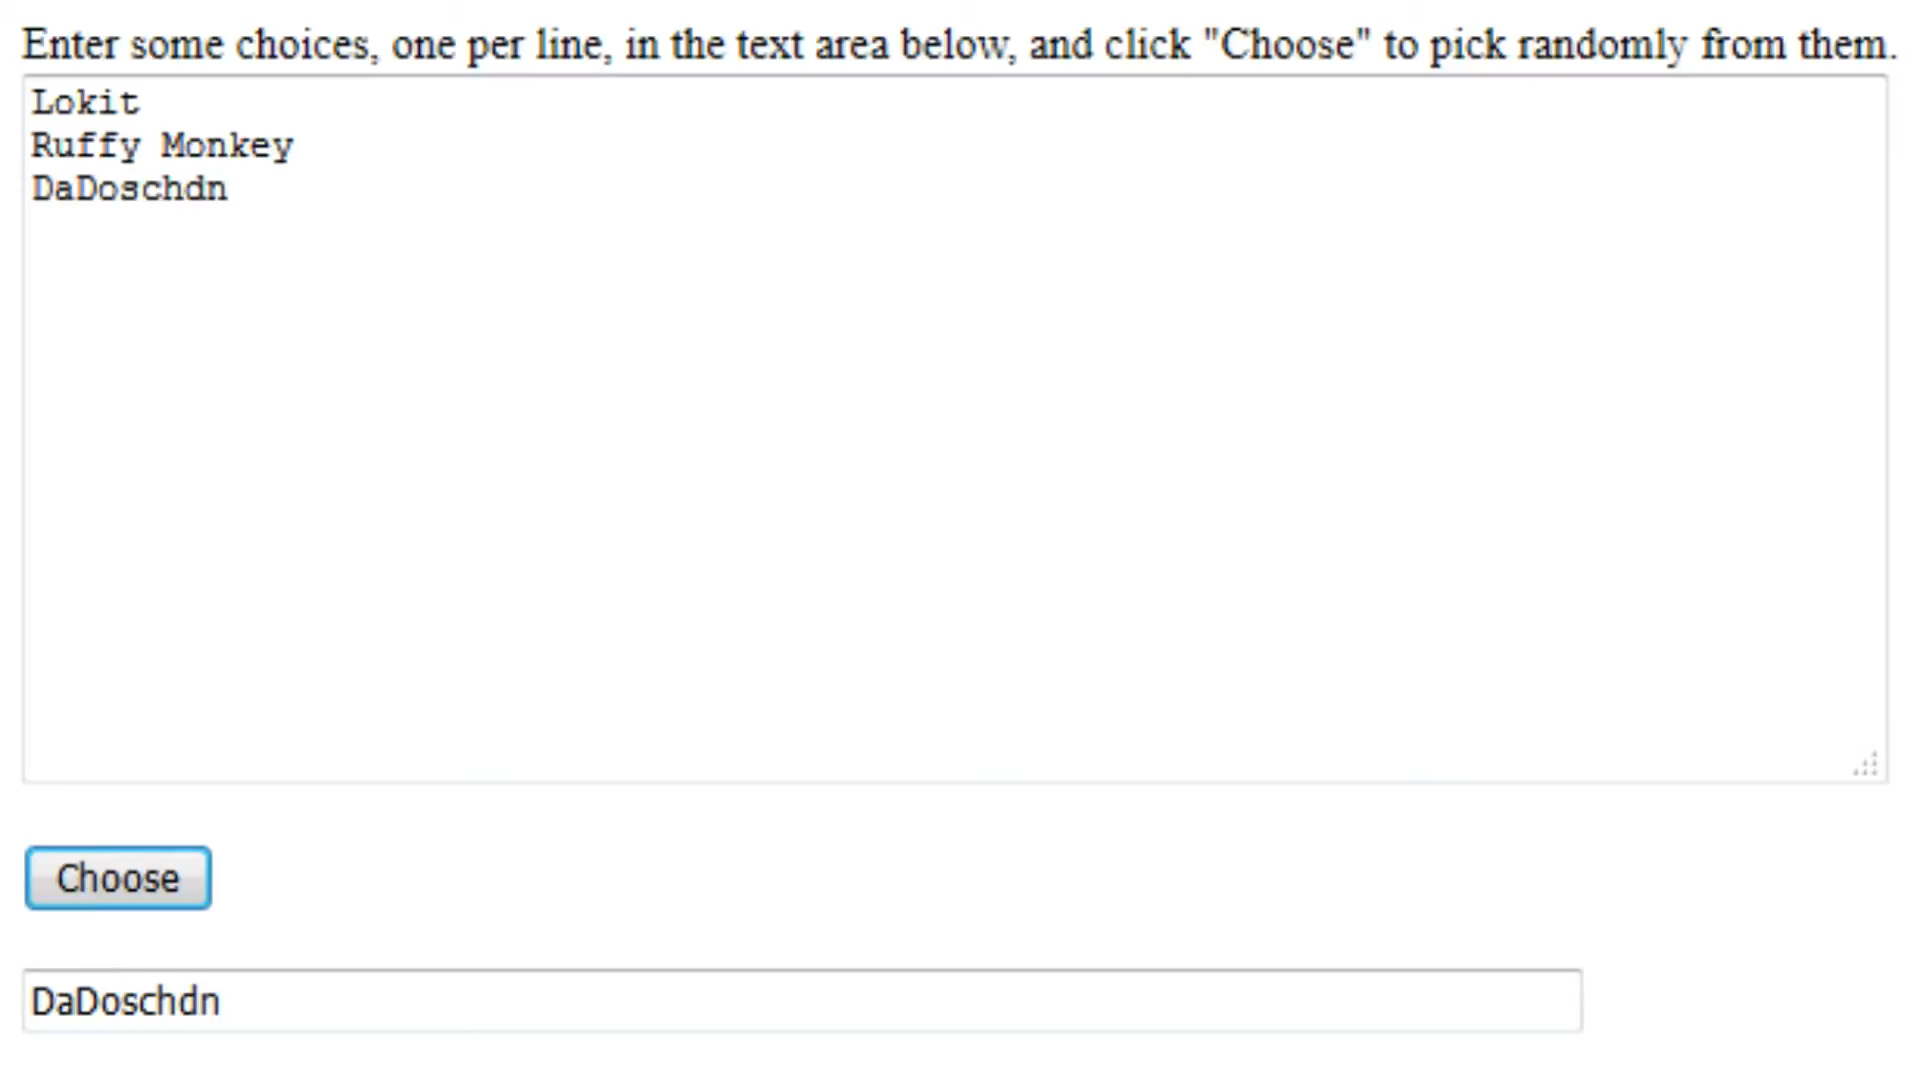 Enter some choices, one per line, in the text area below, and click "Choose" to pick randomly from them.
Lokit
Ruffy Monkey
DaDoschdn
Choose
DaDoschdn